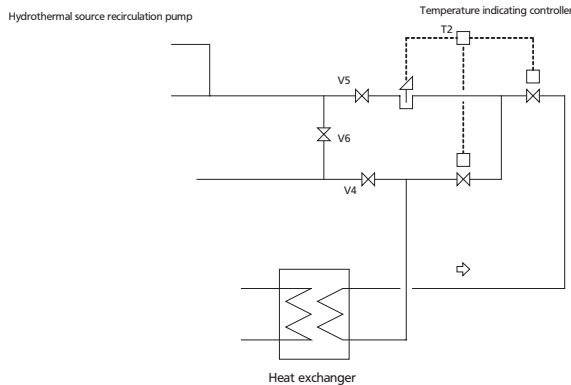 Hydrothermal source recirculation pump
Temperature indicating controller
T2
V5
V6
V4
Heat exchanger